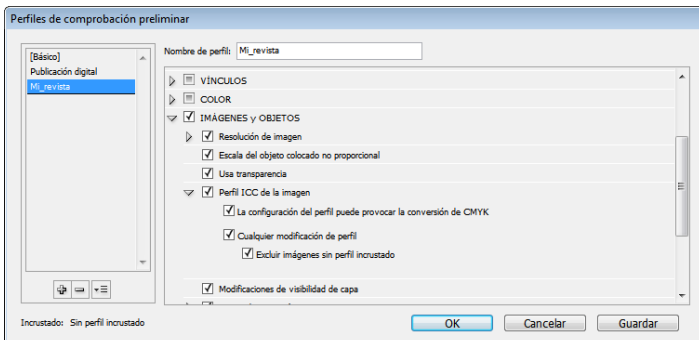 Perfiles de comprobación preliminar
[Básico]
Publicación digital
Mi_revista
Nombre de perfil: Mi_revista
VÍNCULOS
COLOR
IMÁGENES y OBJETOS
Resolución de imagen
Escala del objeto colocado no proporcional
Usa transparencia
Perfil ICC de la imagen
La configuración del perfil puede provocar la conversión de CMYK
Cualquier modificación de perfil
Excluir imágenes sin perfil incrustado
Modificaciones de visibilidad de capa
Incrustado: Sin perfil incrustado
OK
Cancelar
Guardar